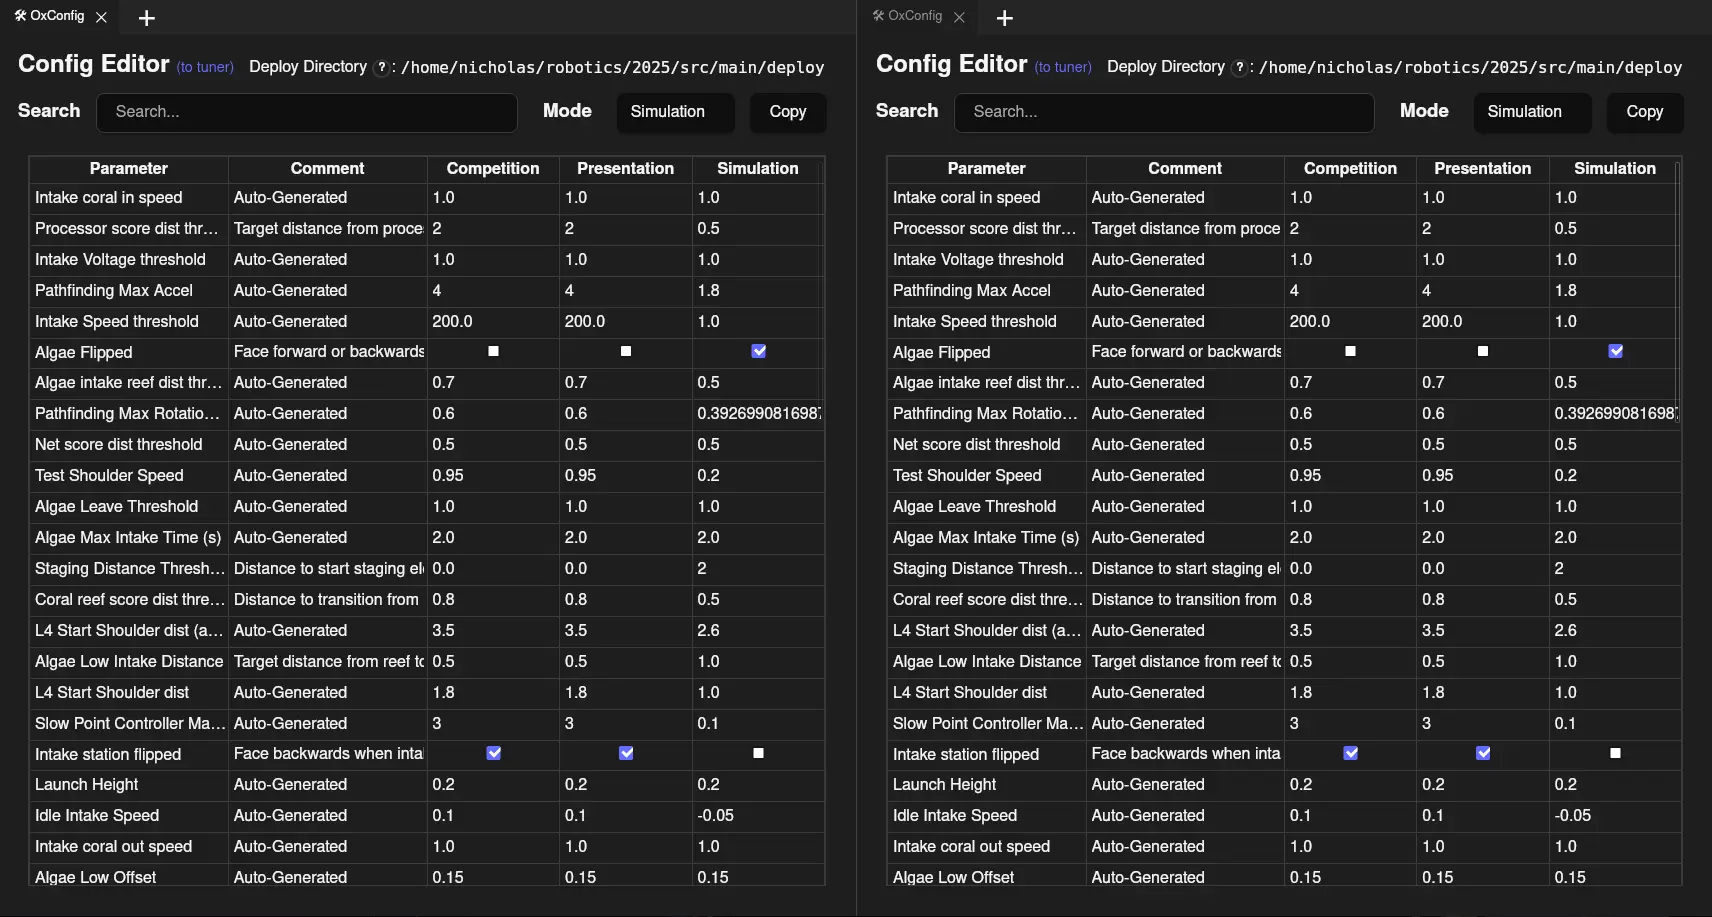 🛠 OxConfig × +
Config Editor (to tuner) Deploy Directory ? : /home/nicholas/robotics/2025/src/main/deploy
Search Search... Mode Simulation Copy
Parameter Comment Competition Presentation Simulation
Intake coral in speed Auto-Generated 1.0 1.0 1.0
Processor score dist thr... Target distance from proce 2 2 0.5
Intake Voltage threshold Auto-Generated 1.0 1.0 1.0
Pathfinding Max Accel Auto-Generated 4 4 1.8
Intake Speed threshold Auto-Generated 200.0 200.0 1.0
Algae Flipped Face forward or backwards
Algae intake reef dist thr... Auto-Generated 0.7 0.7 0.5
Pathfinding Max Rotatio... Auto-Generated 0.6 0.6 0.3926990816987
Net score dist threshold Auto-Generated 0.5 0.5 0.5
Test Shoulder Speed Auto-Generated 0.95 0.95 0.2
Algae Leave Threshold Auto-Generated 1.0 1.0 1.0
Algae Max Intake Time (s) Auto-Generated 2.0 2.0 2.0
Staging Distance Thresh... Distance to start staging el 0.0 0.0 2
Coral reef score dist thre... Distance to transition from 0.8 0.8 0.5
L4 Start Shoulder dist (a... Auto-Generated 3.5 3.5 2.6
Algae Low Intake Distance Target distance from reef to 0.5 0.5 1.0
L4 Start Shoulder dist Auto-Generated 1.8 1.8 1.0
Slow Point Controller Ma... Auto-Generated 3 3 0.1
Intake station flipped Face backwards when inta
Launch Height Auto-Generated 0.2 0.2 0.2
Idle Intake Speed Auto-Generated 0.1 0.1 -0.05
Intake coral out speed Auto-Generated 1.0 1.0 1.0
Algae Low Offset Auto-Generated 0.15 0.15 0.15
🛠 OxConfig × +
Config Editor (to tuner) Deploy Directory ? : /home/nicholas/robotics/2025/src/main/deploy
Search Search... Mode Simulation Copy
Parameter Comment Competition Presentation Simulation
Intake coral in speed Auto-Generated 1.0 1.0 1.0
Processor score dist thr... Target distance from proce 2 2 0.5
Intake Voltage threshold Auto-Generated 1.0 1.0 1.0
Pathfinding Max Accel Auto-Generated 4 4 1.8
Intake Speed threshold Auto-Generated 200.0 200.0 1.0
Algae Flipped Face forward or backwards
Algae intake reef dist thr... Auto-Generated 0.7 0.7 0.5
Pathfinding Max Rotatio... Auto-Generated 0.6 0.6 0.3926990816987
Net score dist threshold Auto-Generated 0.5 0.5 0.5
Test Shoulder Speed Auto-Generated 0.95 0.95 0.2
Algae Leave Threshold Auto-Generated 1.0 1.0 1.0
Algae Max Intake Time (s) Auto-Generated 2.0 2.0 2.0
Staging Distance Thresh... Distance to start staging el 0.0 0.0 2
Coral reef score dist thre... Distance to transition from 0.8 0.8 0.5
L4 Start Shoulder dist (a... Auto-Generated 3.5 3.5 2.6
Algae Low Intake Distance Target distance from reef to 0.5 0.5 1.0
L4 Start Shoulder dist Auto-Generated 1.8 1.8 1.0
Slow Point Controller Ma... Auto-Generated 3 3 0.1
Intake station flipped Face backwards when inta
Launch Height Auto-Generated 0.2 0.2 0.2
Idle Intake Speed Auto-Generated 0.1 0.1 -0.05
Intake coral out speed Auto-Generated 1.0 1.0 1.0
Algae Low Offset Auto-Generated 0.15 0.15 0.15